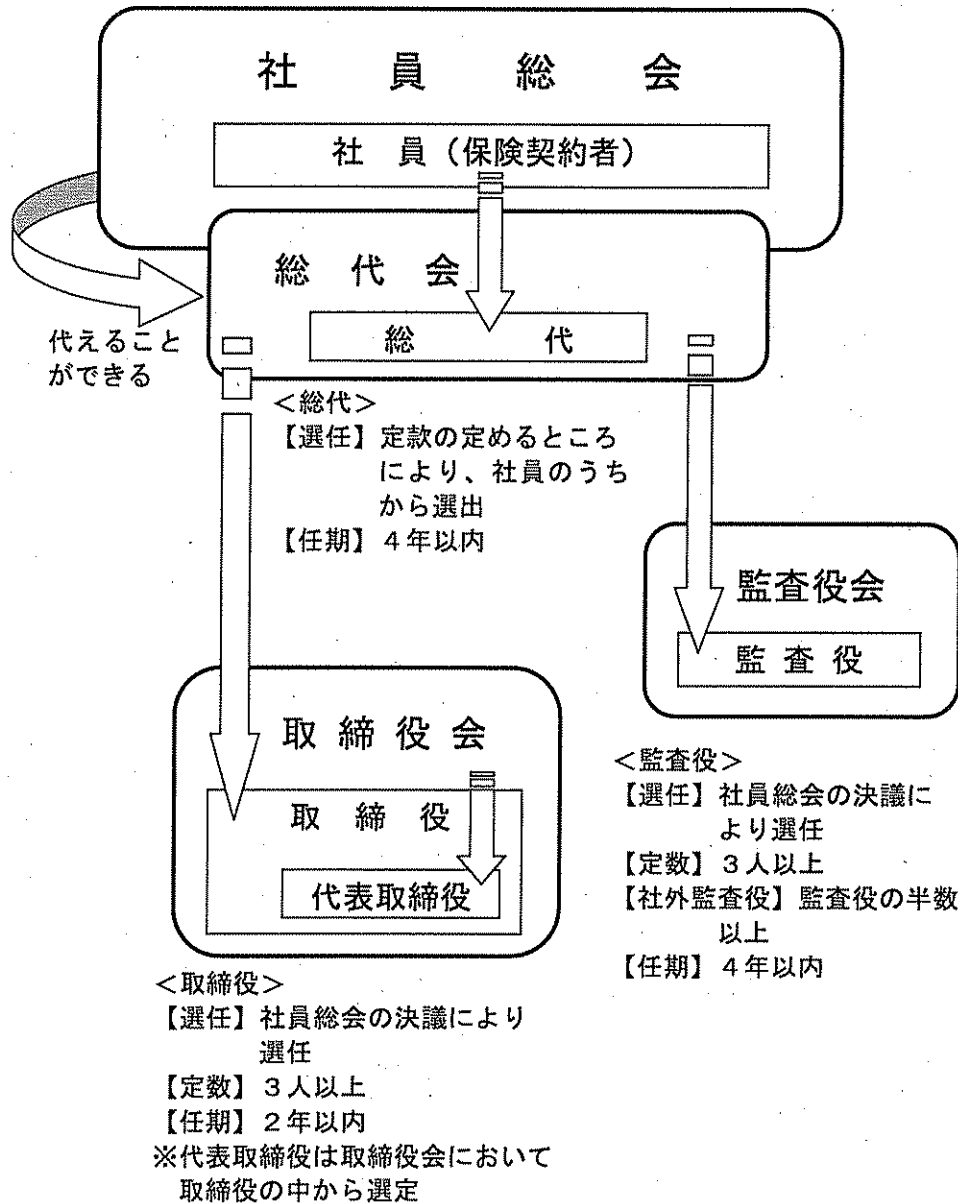 社員総会
社員（保険契約者）
総代会
総代
代えること
ができる
＜総代＞
【選任】定款の定めるところ
により、社員のうち
から選出
【任期】４年以内
監査役会
監査役
取締役会
取締役
代表取締役
＜監査役＞
【選任】社員総会の決議に
より選任
【定数】３人以上
【社外監査役】監査役の半数
以上
【任期】４年以内
＜取締役＞
【選任】社員総会の決議により
選任
【定数】３人以上
【任期】２年以内
※代表取締役は取締役会において
取締役の中から選定